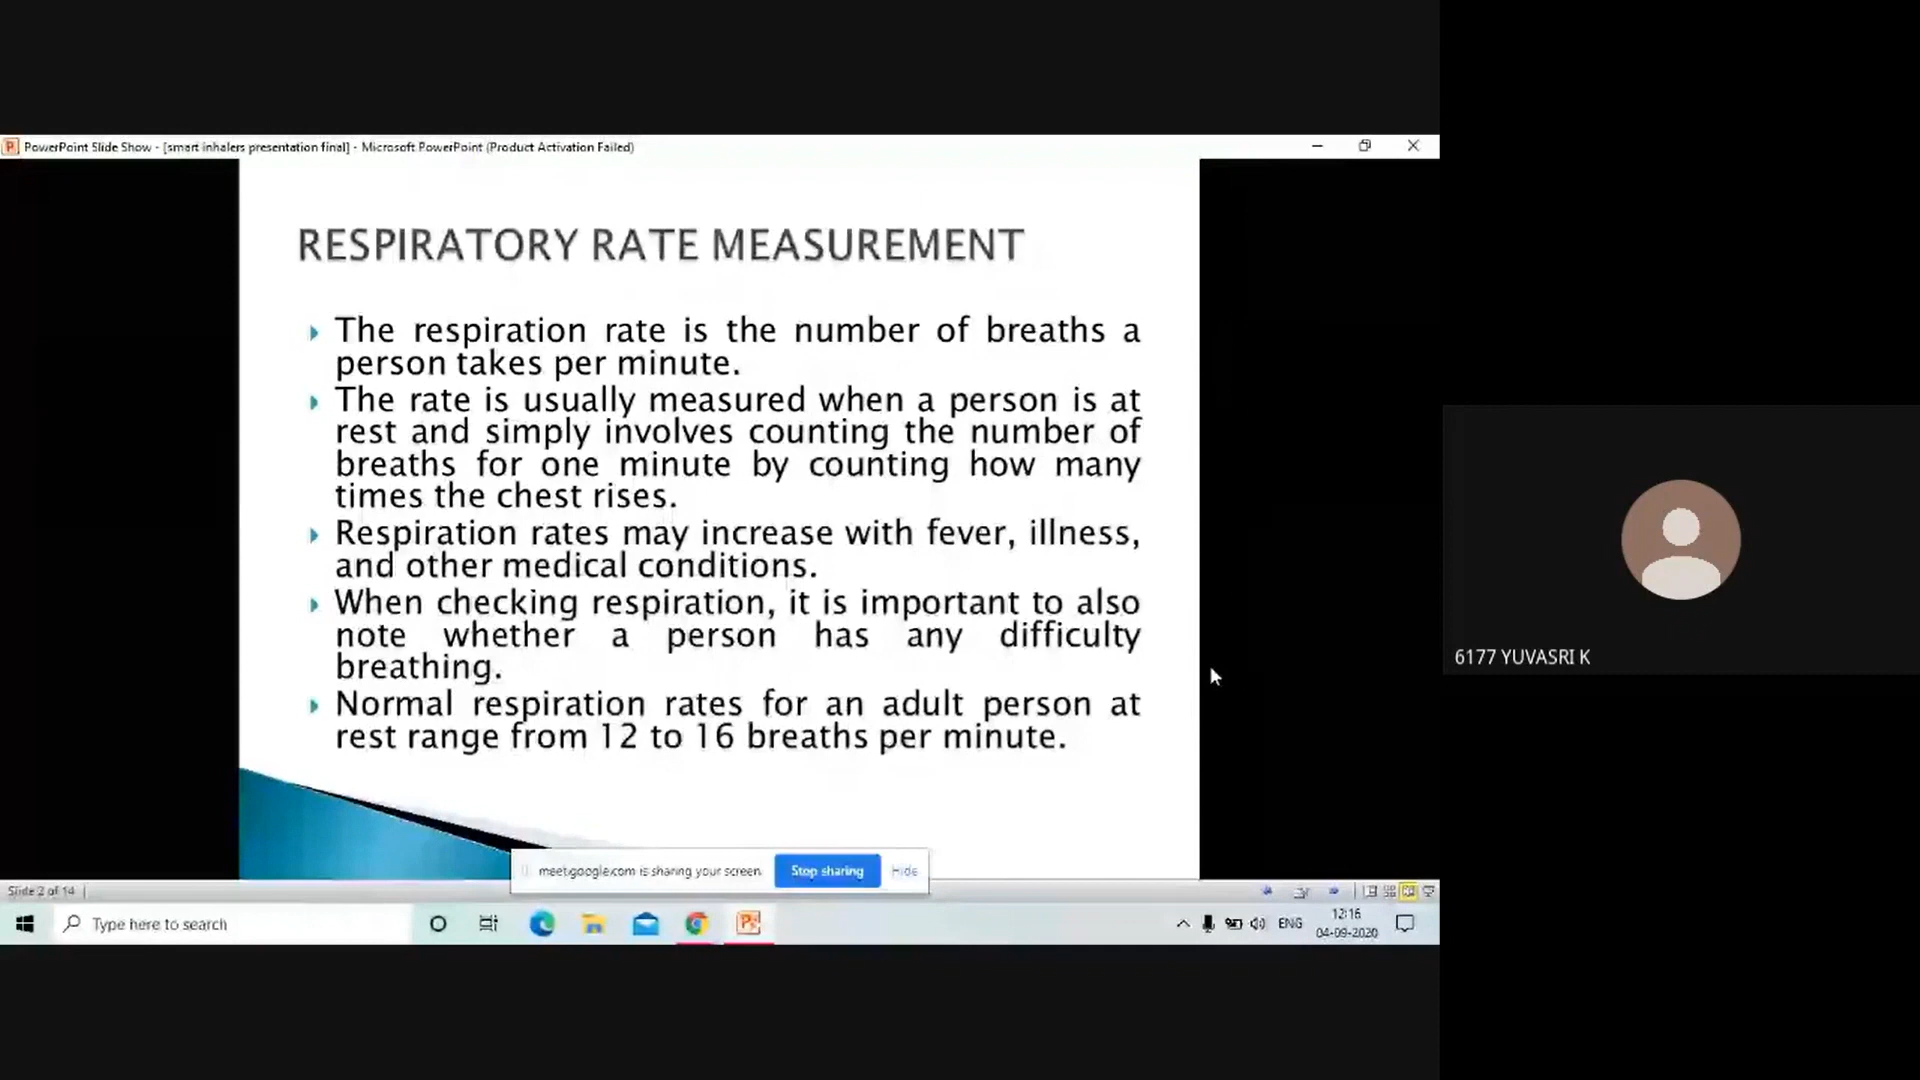 PowerPoint Slide Show - [smart inhalers presentation final] - Microsoft PowerPoint (Product Activation Failed)
RESPIRATORY RATE MEASUREMENT
The respiration rate is the number of breaths a
person takes per minute.
The rate is usually measured when a person is at
rest and simply involves counting the number of
breaths for one minute by counting how many
times the chest rises.
Respiration rates may increase with fever, illness,
and other medical conditions.
When checking respiration, it is important to also
note whether a person has any difficulty
breathing.
Normal respiration rates for an adult person at
rest range from 12 to 16 breaths per minute.
6177 YUVASRI K
meet.google.com is sharing your screen
Stop sharing
Hide
Slide 2 of 14
Type here to search
ENG
12:16
04-09-2020